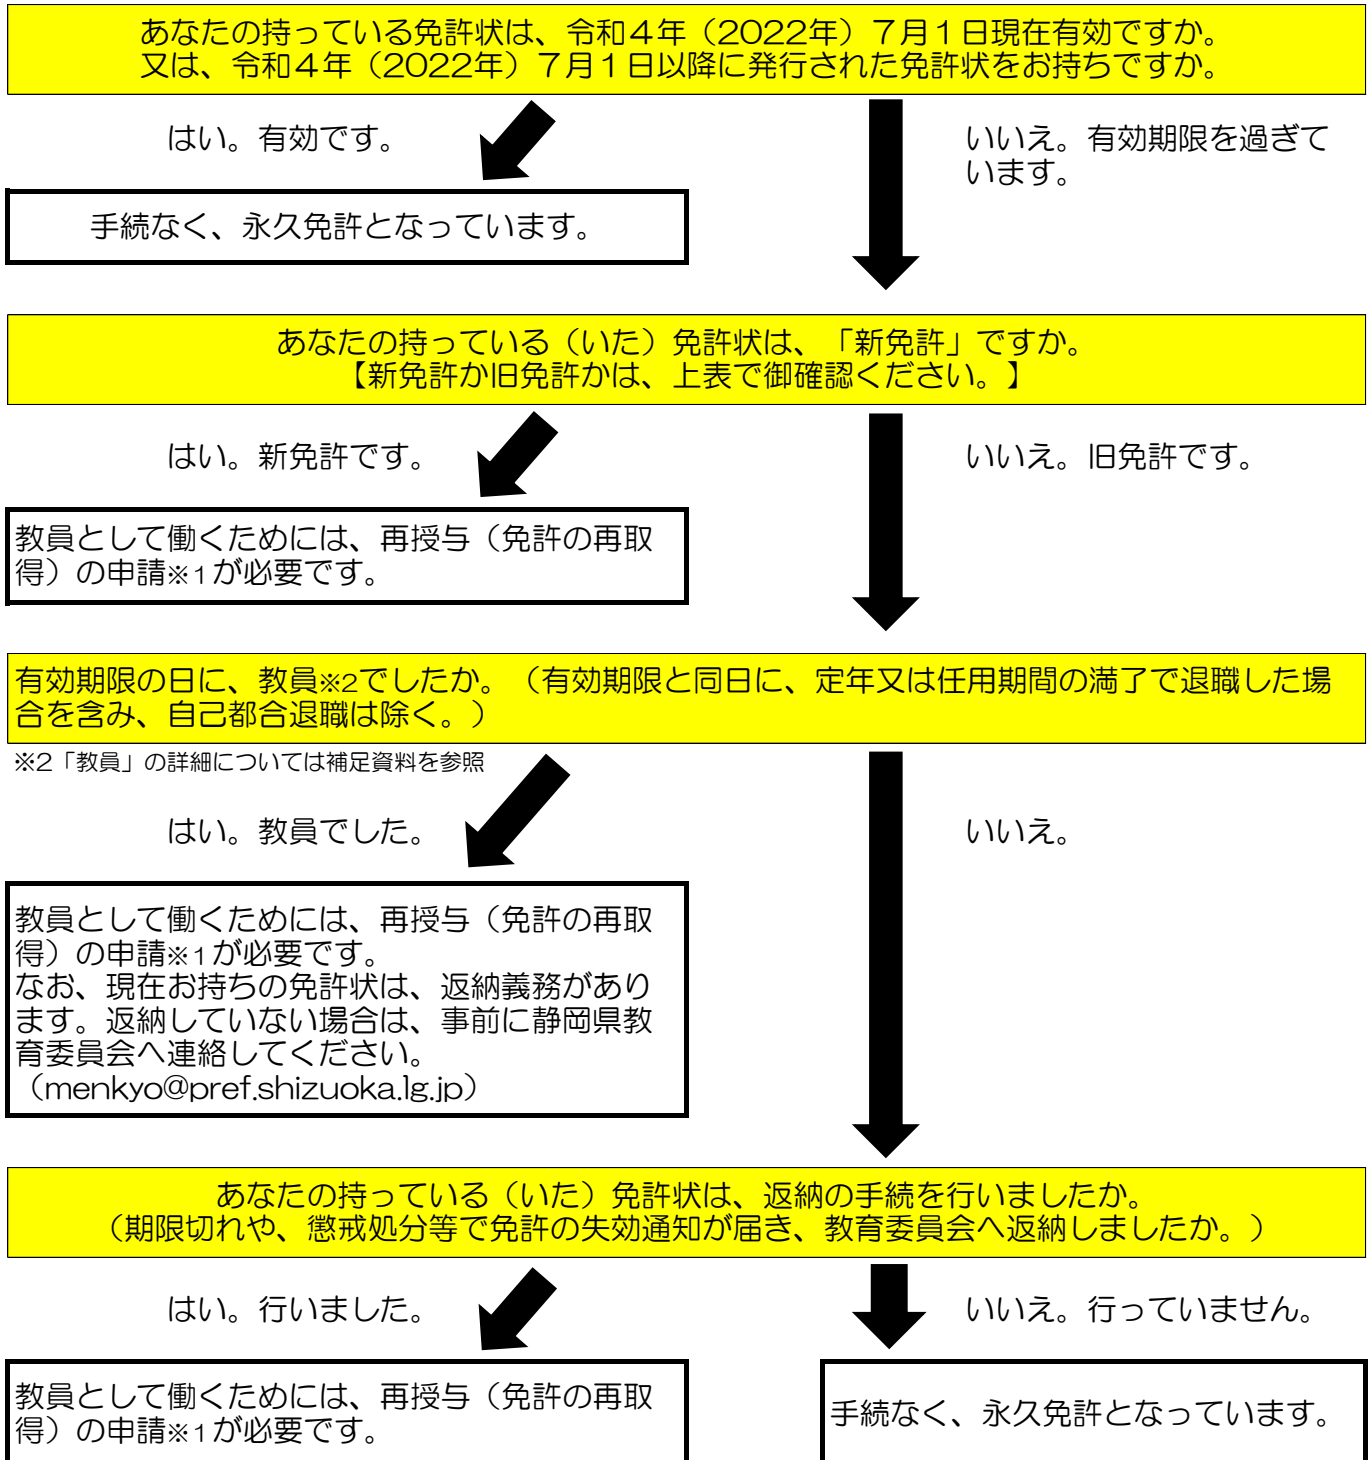 あなたの持っている免許状は、令和４年（2022年）７月１日現在有効ですか。
又は、令和４年（2022年）７月１日以降に発行された免許状をお持ちですか。
はい。有効です。
いいえ。有効期限を過ぎて
います。
手続なく、永久免許となっています。
あなたの持っている（いた）免許状は、「新免許」ですか。
【新免許か旧免許かは、上表で御確認ください。】
はい。新免許です。
いいえ。旧免許です。
教員として働くためには、再授与（免許の再取
得）の申請※1が必要です。
有効期限の日に、教員※2でしたか。（有効期限と同日に、定年又は任用期間の満了で退職した場
合を含み、自己都合退職は除く。）
※2「教員」の詳細については補足資料を参照
はい。教員でした。
いいえ。
教員として働くためには、再授与（免許の再取
得）の申請※1が必要です。
なお、現在お持ちの免許状は、返納義務があり
ます。返納していない場合は、事前に静岡県教
育委員会へ連絡してください。
（menkyo@pref.shizuoka.lg.jp）
あなたの持っている（いた）免許状は、返納の手続を行いましたか。
（期限切れや、懲戒処分等で免許の失効通知が届き、教育委員会へ返納しましたか。）
はい。行いました。
いいえ。行っていません。
教員として働くためには、再授与（免許の再取
得）の申請※1が必要です。
手続なく、永久免許となっています。